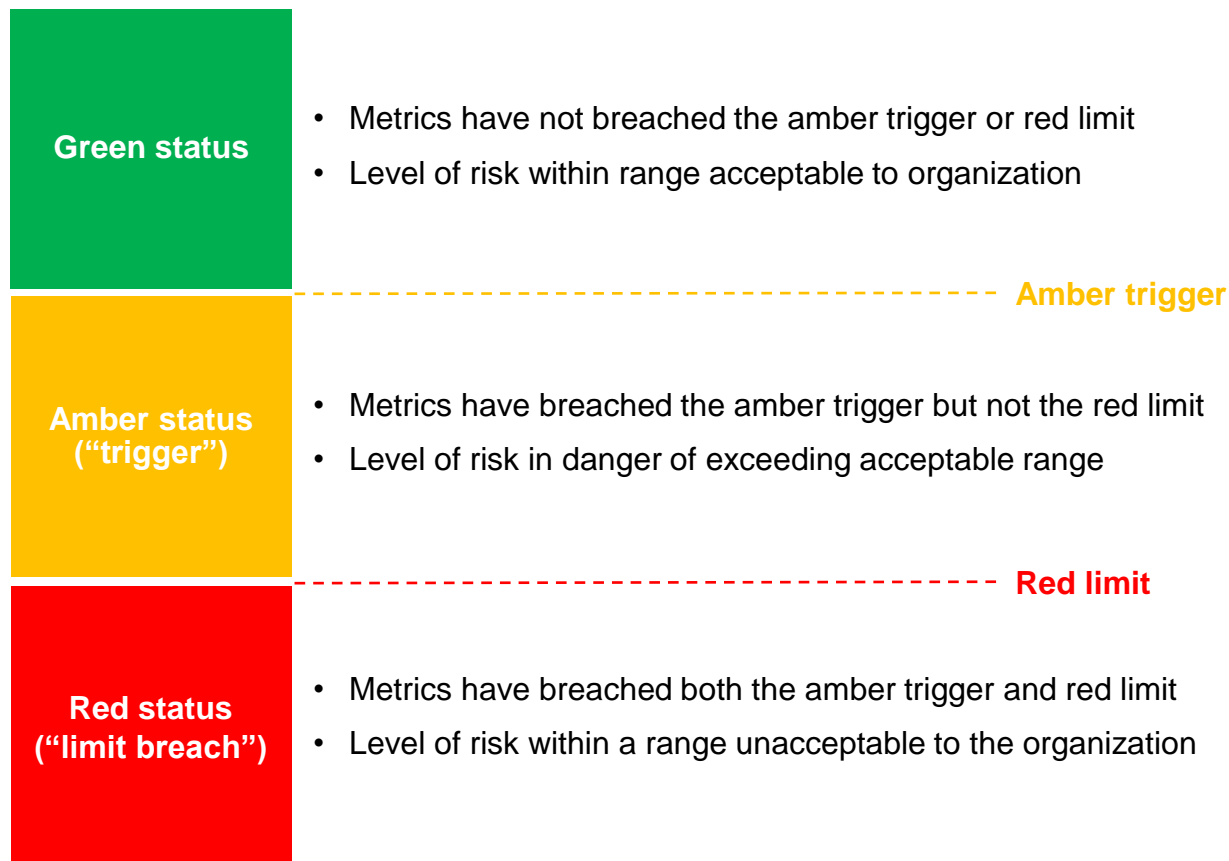 Green status
• Metrics have not breached the amber trigger or red limit
• Level of risk within range acceptable to organization
Amber trigger
Amber status
(“trigger”)
• Metrics have breached the amber trigger but not the red limit
• Level of risk in danger of exceeding acceptable range
Red limit
Red status
(“limit breach”)
• Metrics have breached both the amber trigger and red limit
• Level of risk within a range unacceptable to the organization